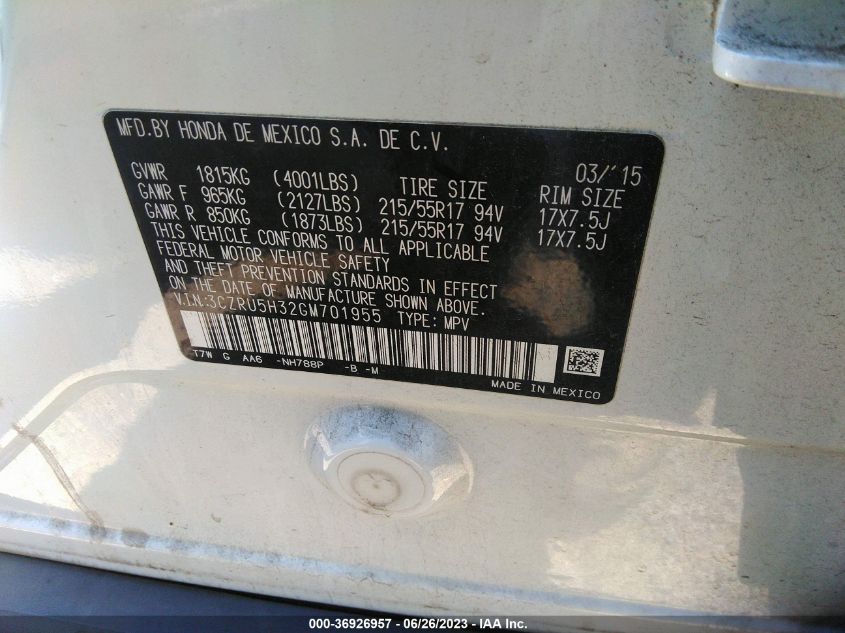 MFD.BY HONDA DE MEXICO S.A. DE C.V.
03/'15
GVWR 1815KG (4001LBS) TIRE SIZE RIM SIZE
GAWR F 965KG (2127LBS) 215/55R17 94V 17X7.5J
GAWR R 850KG (1873LBS) 215/55R17 94V 17X7.5J
THIS VEHICLE CONFORMS TO ALL APPLICABLE
FEDERAL MOTOR VEHICLE SAFETY
AND THEFT PREVENTION STANDARDS IN EFFECT
ON THE DATE OF MANUFACTURE SHOWN ABOVE.
V.I.N:3CZRU5H32GM701955 TYPE: MPV
T7W G AA6 -NH788P -B -M
MADE IN MEXICO
000-36926957 / 06/26/2023 - IAA Inc.